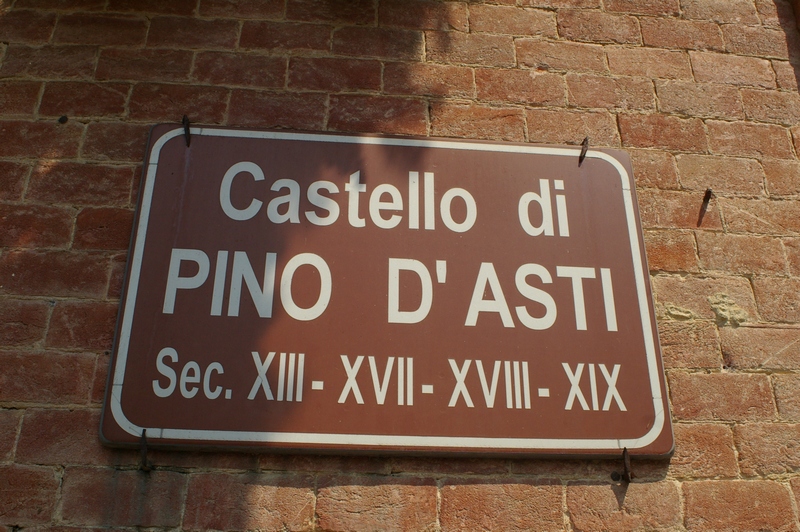 Castello di
PINO D'ASTI
Sec. XIII - XVII - XVIII - XIX